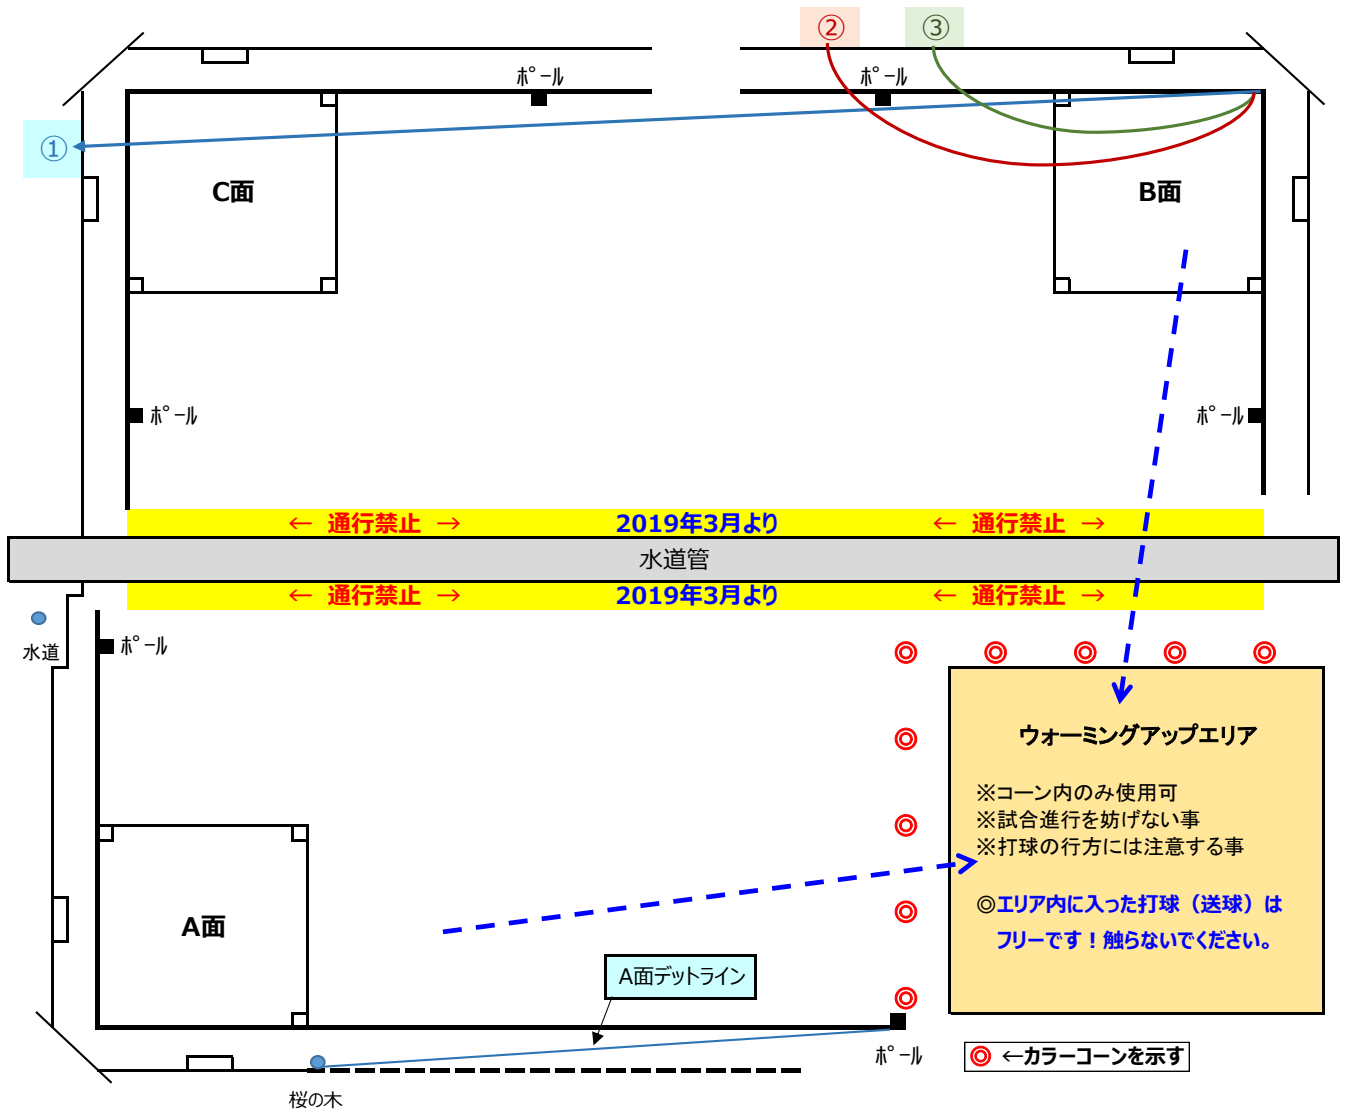 ②
③
ﾎﾟｰﾙ
ﾎﾟｰﾙ
①
C面
B面
ﾎﾟｰﾙ
ﾎﾟｰﾙ
← 通行禁止 →
2019年3月より
← 通行禁止 →
水道管
← 通行禁止 →
2019年3月より
← 通行禁止 →
水道
ﾎﾟｰﾙ
ウォーミングアップエリア
※コーン内のみ使用可
※試合進行を妨げない事
※打球の行方には注意する事
◎エリア内に入った打球（送球）は
フリーです！触らないでください。
A面
A面デットライン
ﾎﾟｰﾙ
◎ ←カラーコーンを示す
桜の木